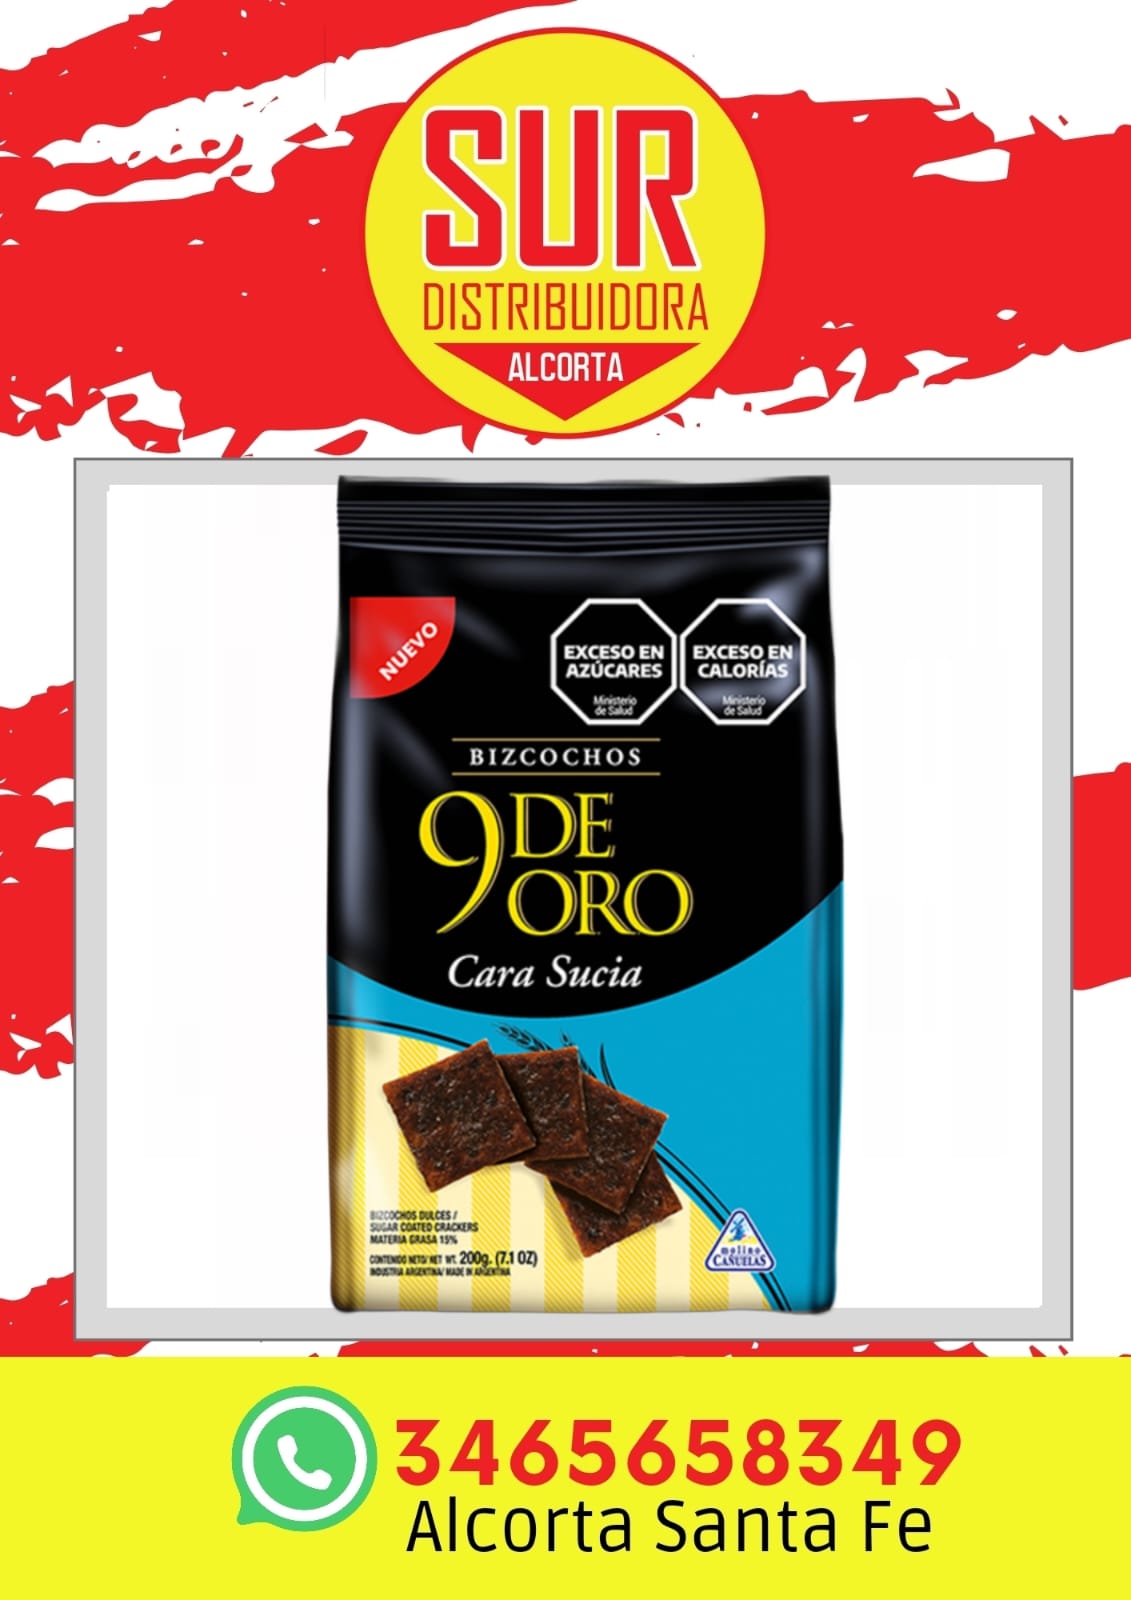 SUR
DISTRIBUIDORA
ALCORTA
NUEVO
EXCESO EN
AZÚCARES
Ministerio
de Salud
EXCESO EN
CALORÍAS
Ministerio
de Salud
BIZCOCHOS
9 DE
ORO
Cara Sucia
BIZCOCHOS DULCES /
SUGAR COATED CRACKERS
MATERIA GRASA 15%
CONTENIDO NETO/ NET WT. 200g. (7.1 OZ)
INDUSTRIA ARGENTINA/ MADE IN ARGENTINA
molino
CAÑUELAS
3465658349
Alcorta Santa Fe